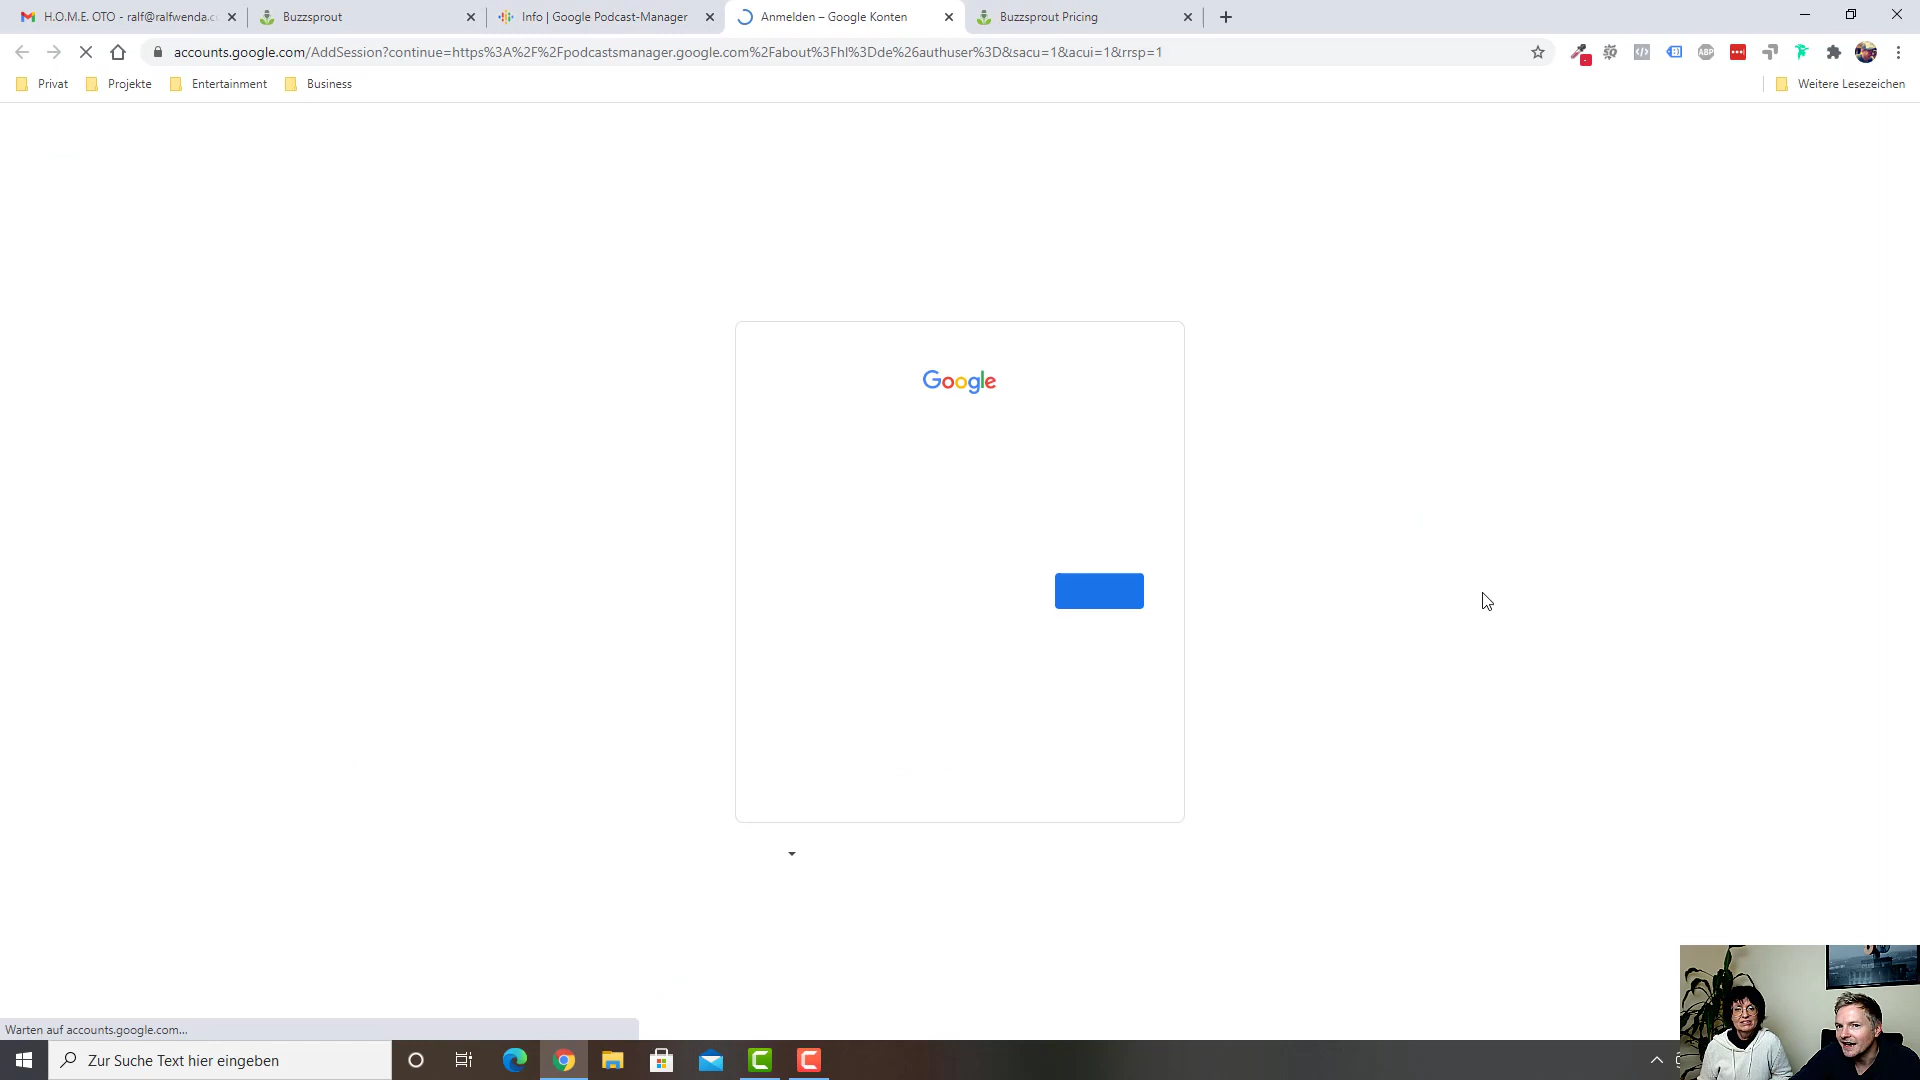 H.O.M.E. OTO - ralf@ralfwenda.c
Buzzsprout
Info | Google Podcast-Manager
Anmelden – Google Konten
Buzzsprout Pricing
accounts.google.com/AddSession?continue=https%3A%2F%2Fpodcastsmanager.google.com%2Fabout%3Fhl%3Dde%26authuser%3D&sacu=1&acui=1&rrsp=1
ABP
Privat
Projekte
Entertainment
Business
Weitere Lesezeichen
Google
Warten auf accounts.google.com...
Zur Suche Text hier eingeben